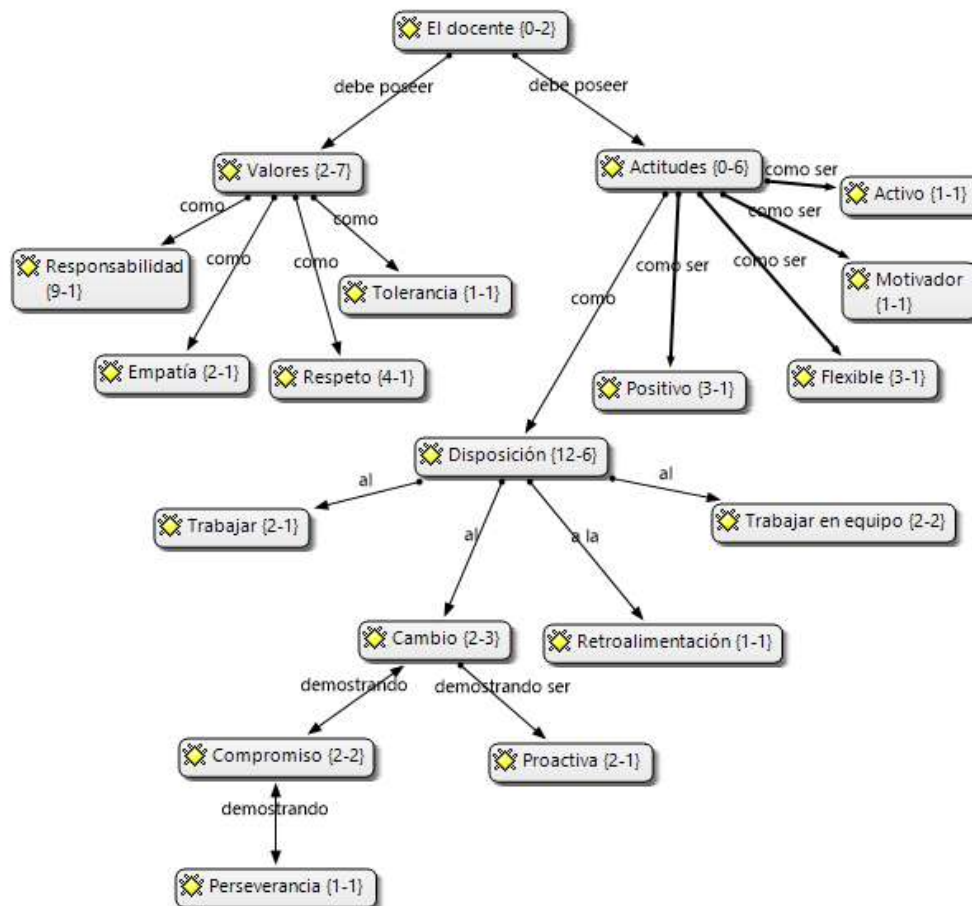 El docente {0-2}
debe poseer
debe poseer
Valores {2-7}
Actitudes {0-6}
como ser
Activo {1-1}
como
como
como ser
como
como
como ser
como ser
Responsabilidad
{9-1}
Tolerancia {1-1}
como
Motivador
{1-1}
Empatía {2-1}
Respeto {4-1}
Positivo {3-1}
Flexible {3-1}
Disposición {12-6}
al
al
Trabajar {2-1}
Trabajar en equipo {2-2}
al
a la
Cambio {2-3}
Retroalimentación {1-1}
demostrando
demostrando ser
Compromiso {2-2}
Proactiva {2-1}
demostrando
Perseverancia {1-1}